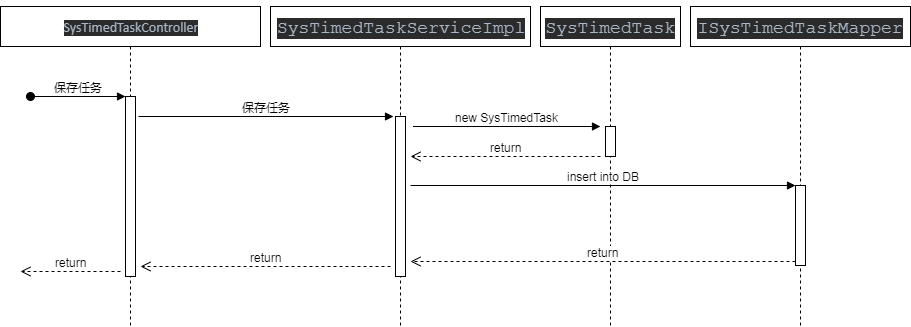 SysTimedTaskController
SysTimedTaskServiceImpl
SysTimedTask
ISysTimedTaskMapper
保存任务
保存任务
new SysTimedTask
return
insert into DB
return
return
return